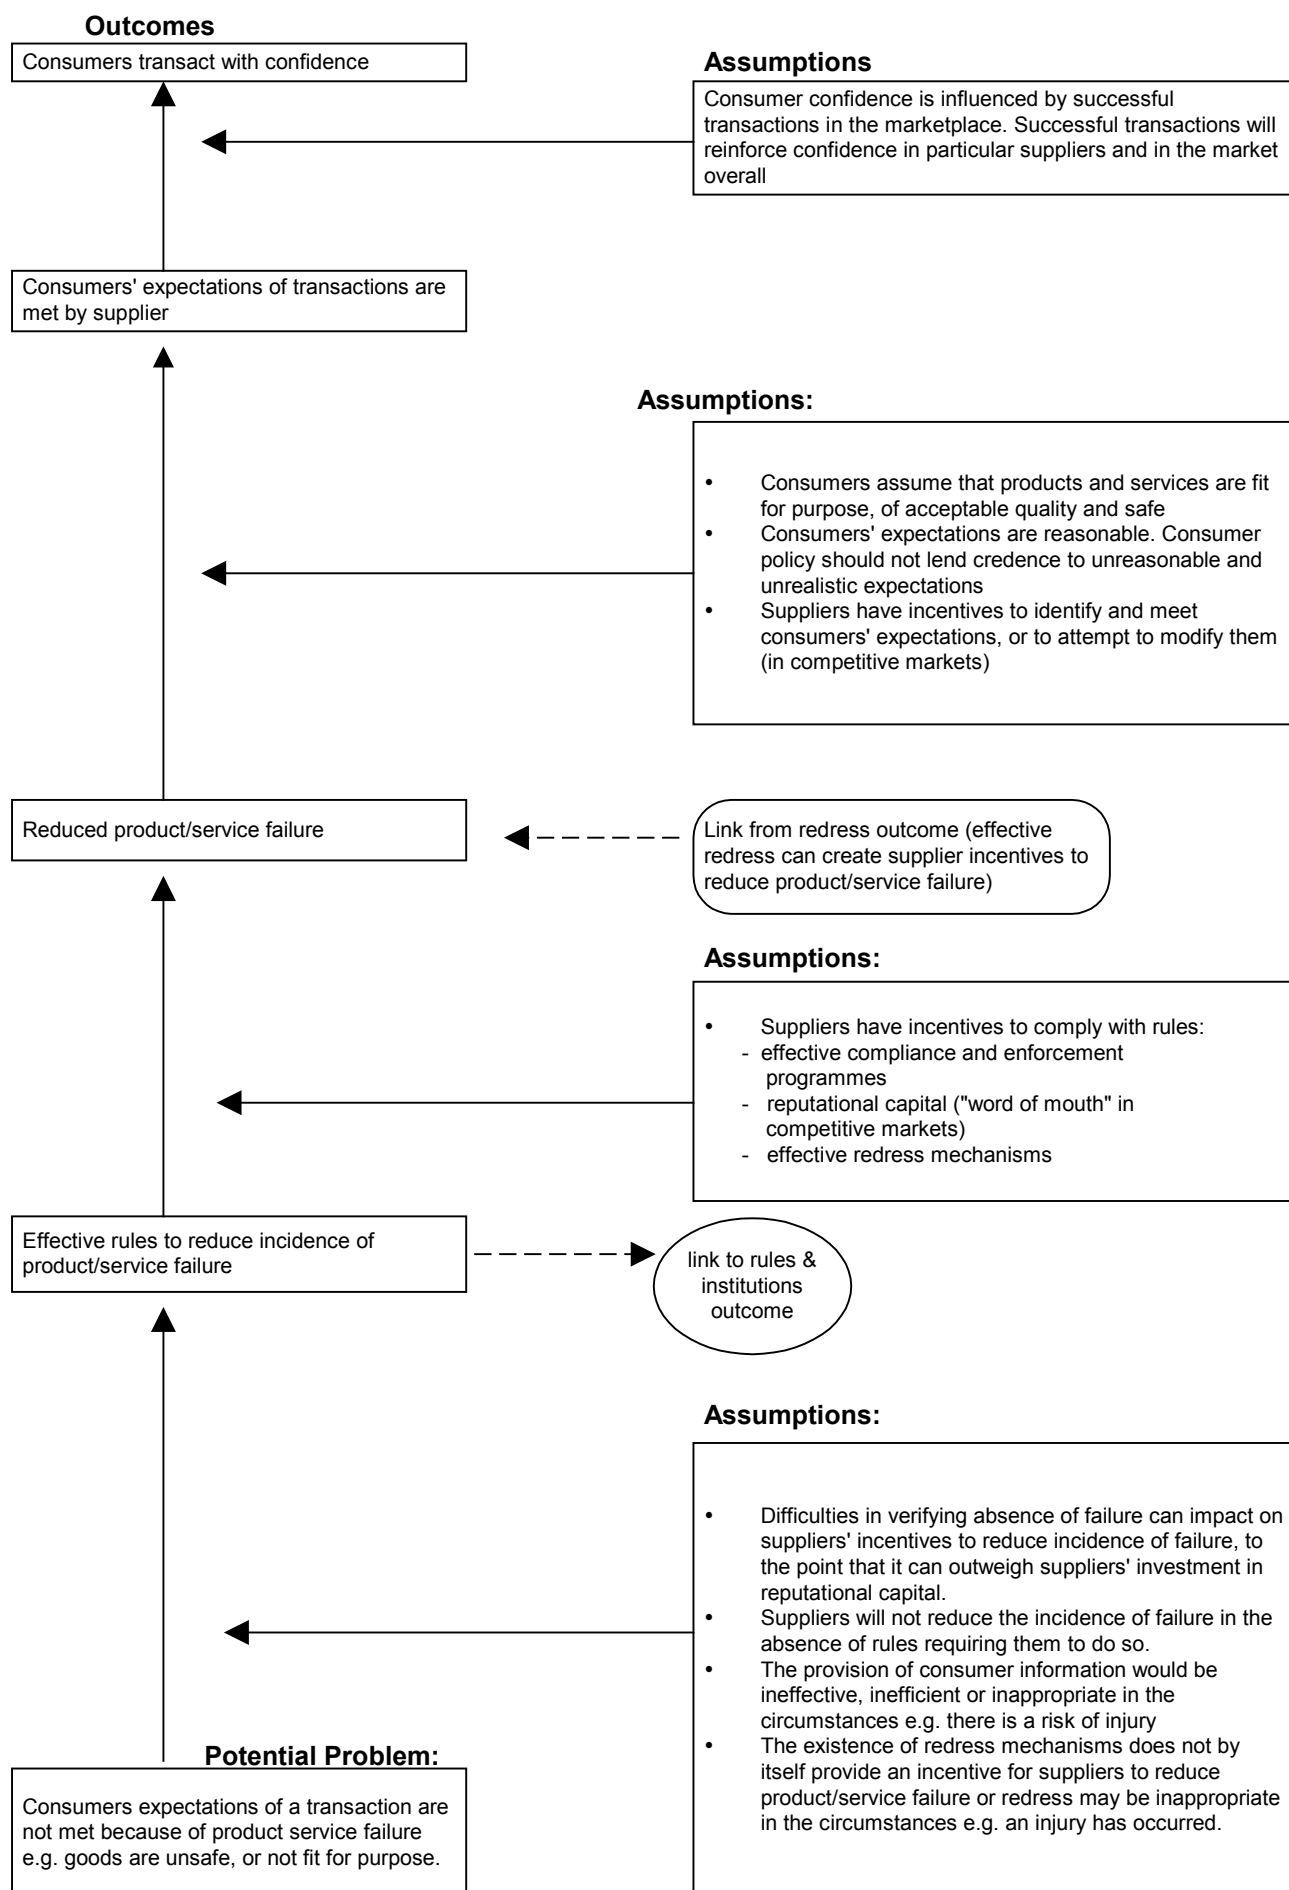 Outcomes
Consumers transact with confidence
Assumptions
Consumer confidence is influenced by successful
transactions in the marketplace. Successful transactions will
reinforce confidence in particular suppliers and in the market
overall
Consumers' expectations of transactions are
met by supplier
Assumptions:
• Consumers assume that products and services are fit
for purpose, of acceptable quality and safe
• Consumers' expectations are reasonable. Consumer
policy should not lend credence to unreasonable and
unrealistic expectations
• Suppliers have incentives to identify and meet
consumers' expectations, or to attempt to modify them
(in competitive markets)
Reduced product/service failure
Link from redress outcome (effective
redress can create supplier incentives to
reduce product/service failure)
Assumptions:
• Suppliers have incentives to comply with rules:
- effective compliance and enforcement
programmes
- reputational capital ("word of mouth" in
competitive markets)
- effective redress mechanisms
Effective rules to reduce incidence of
product/service failure
link to rules &
institutions
outcome
Assumptions:
• Difficulties in verifying absence of failure can impact on
suppliers' incentives to reduce incidence of failure, to
the point that it can outweigh suppliers' investment in
reputational capital.
• Suppliers will not reduce the incidence of failure in the
absence of rules requiring them to do so.
• The provision of consumer information would be
ineffective, inefficient or inappropriate in the
circumstances e.g. there is a risk of injury
• The existence of redress mechanisms does not by
itself provide an incentive for suppliers to reduce
product/service failure or redress may be inappropriate
in the circumstances e.g. an injury has occurred.
Potential Problem:
Consumers expectations of a transaction are
not met because of product service failure
e.g. goods are unsafe, or not fit for purpose.